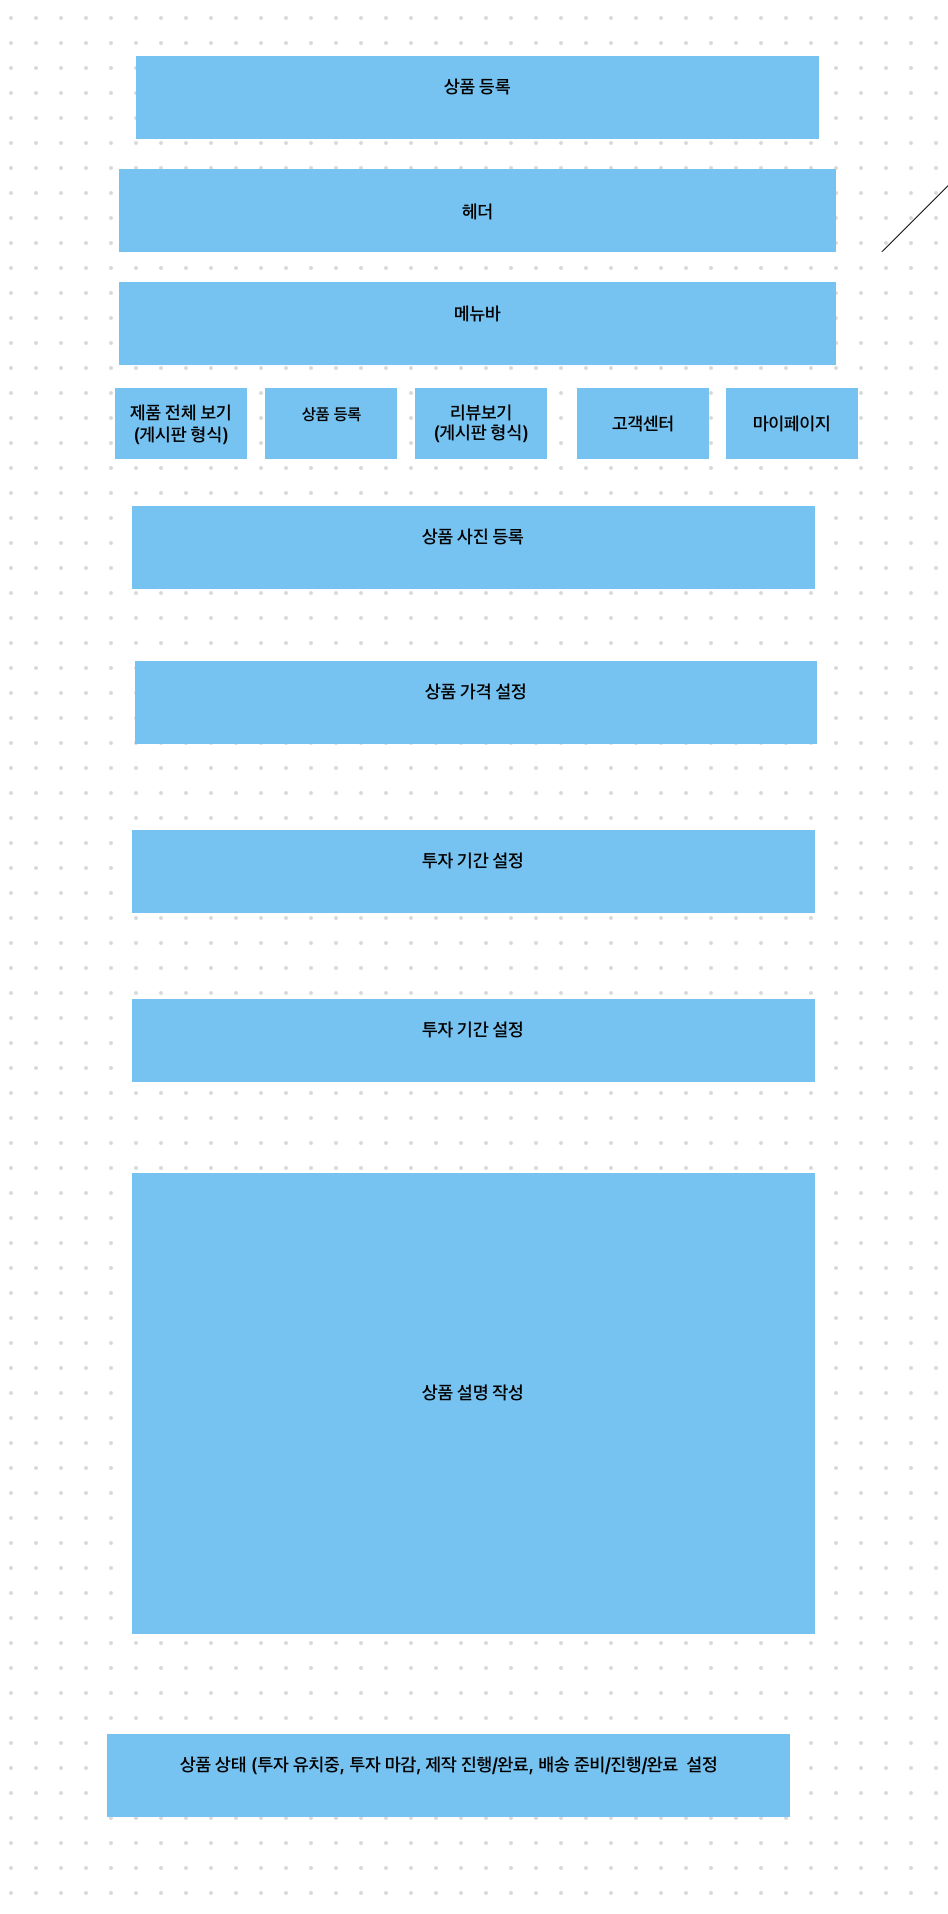 상품 등록
헤더
메뉴바
제품 전체 보기
(게시판 형식)
상품 등록
리뷰보기
(게시판 형식)
고객센터
마이페이지
상품 사진 등록
상품 가격 설정
투자 기간 설정
투자 기간 설정
상품 설명 작성
상품 상태 (투자 유치중, 투자 마감, 제작 진행/완료, 배송 준비/진행/완료  설정